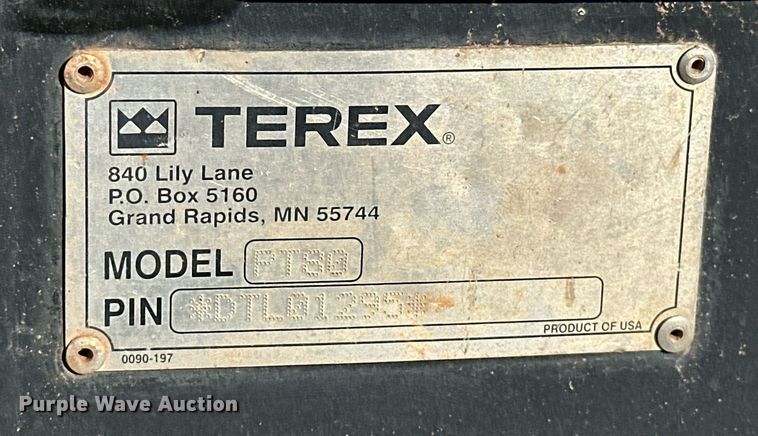 TEREX®
840 Lily Lane
P.O. Box 5160
Grand Rapids, MN 55744
MODEL PT80
PIN *DTL01295*
PRODUCT OF USA
0090-197
Purple Wave Auction